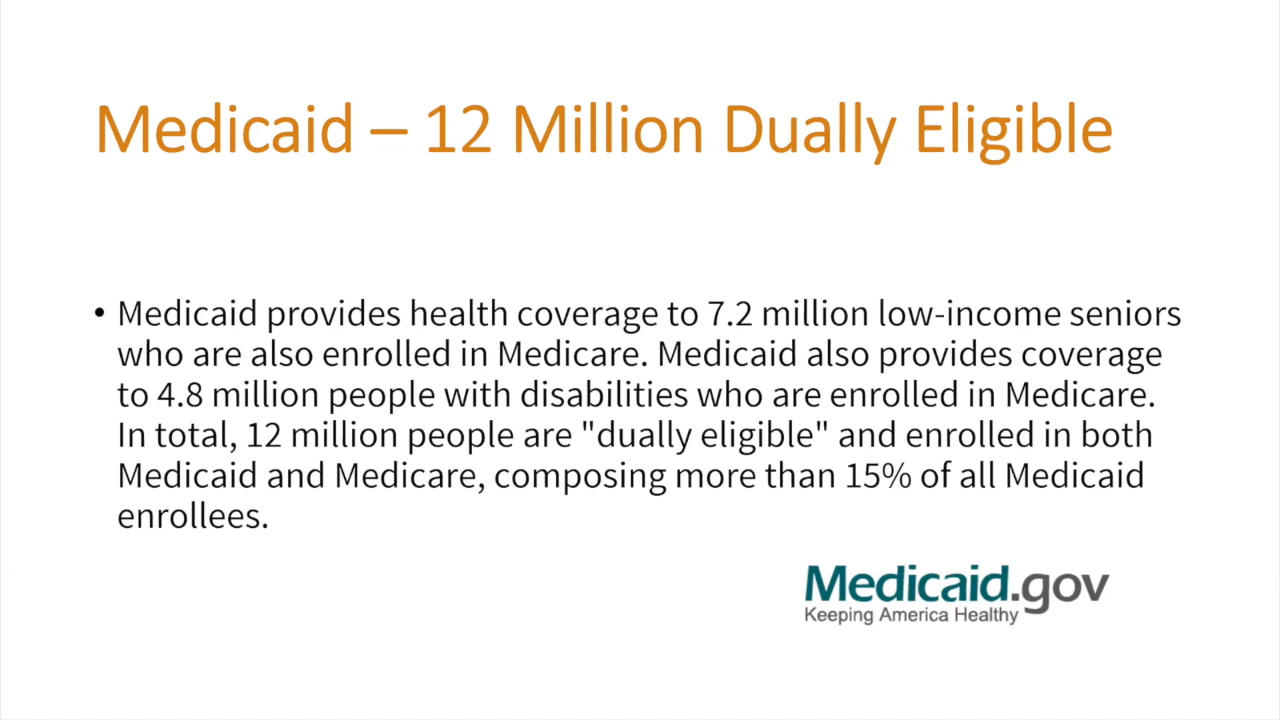 Medicaid – 12 Million Dually Eligible
• Medicaid provides health coverage to 7.2 million low-income seniors
who are also enrolled in Medicare. Medicaid also provides coverage
to 4.8 million people with disabilities who are enrolled in Medicare.
In total, 12 million people are "dually eligible" and enrolled in both
Medicaid and Medicare, composing more than 15% of all Medicaid
enrollees.
Medicaid.gov
Keeping America Healthy